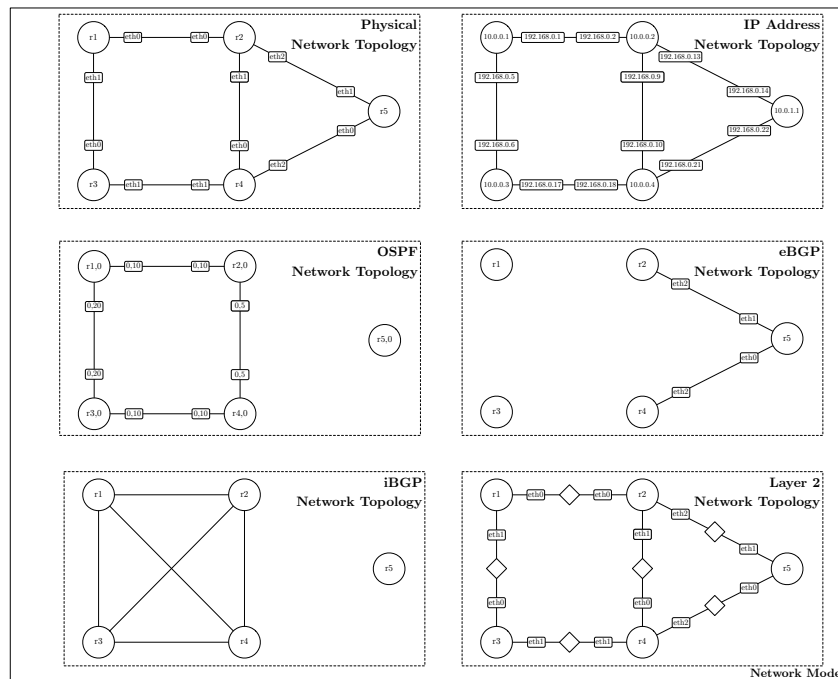 Physical
Network Topology
r1
eth0
eth0
r2
eth2
eth1
eth1
eth1
r5
eth0
eth0
eth0
eth2
r3
eth1
eth1
r4
IP Address
Network Topology
10.0.0.1
192.168.0.1
192.168.0.2
10.0.0.2
192.168.0.13
192.168.0.5
192.168.0.9
192.168.0.14
10.0.1.1
192.168.0.22
192.168.0.6
192.168.0.10
192.168.0.21
10.0.0.3
192.168.0.17
192.168.0.18
10.0.0.4
OSPF
Network Topology
r1,0
0,10
0,10
r2,0
0,20
0,5
r5,0
0,20
0,5
r3,0
0,10
0,10
r4,0
eBGP
Network Topology
r1
r2
eth2
eth1
r5
eth0
eth2
r3
r4
iBGP
Network Topology
r1
r2
r5
r3
r4
Layer 2
Network Topology
r1
eth0
eth0
r2
eth2
eth1
eth1
eth1
r5
eth0
eth0
eth0
eth2
r3
eth1
eth1
r4
Network Mode